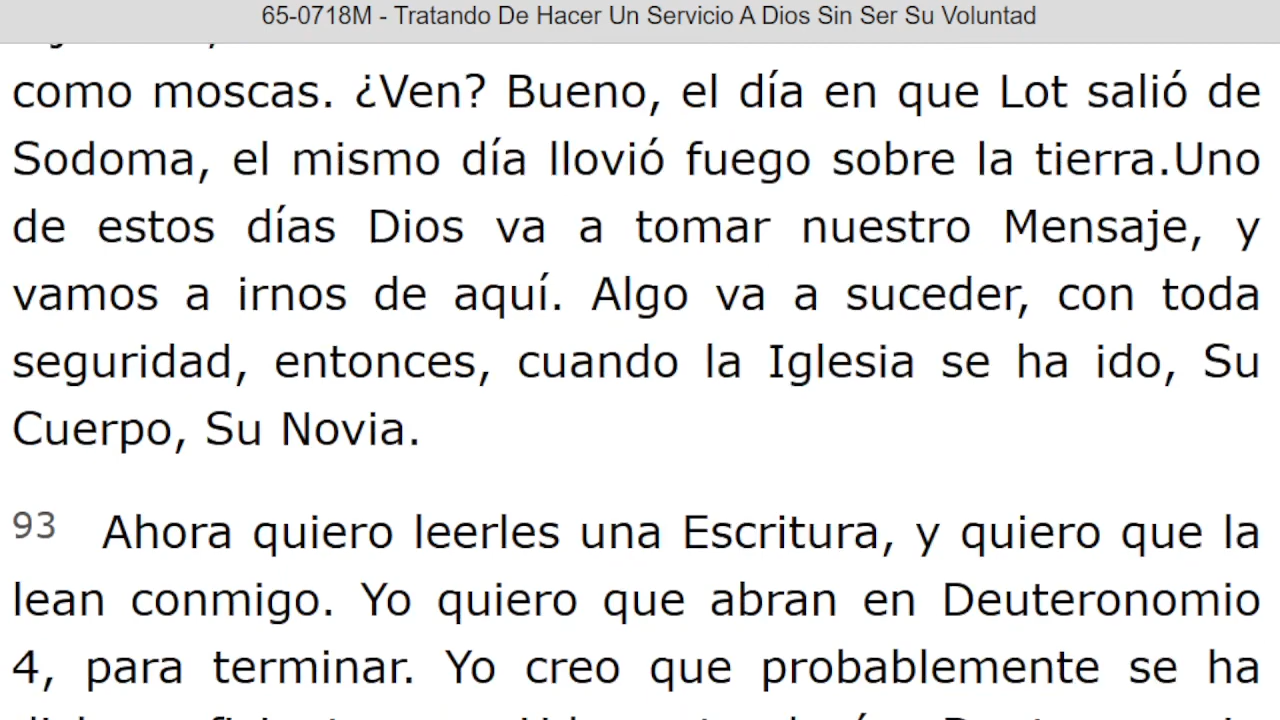 65-0718M - Tratando De Hacer Un Servicio A Dios Sin Ser Su Voluntad
como moscas. ¿Ven? Bueno, el día en que Lot salió de
Sodoma, el mismo día llovió fuego sobre la tierra.Uno
de estos días Dios va a tomar nuestro Mensaje, y
vamos a irnos de aquí. Algo va a suceder, con toda
seguridad, entonces, cuando la Iglesia se ha ido, Su
Cuerpo, Su Novia.
93 Ahora quiero leerles una Escritura, y quiero que la
lean conmigo. Yo quiero que abran en Deuteronomio
4, para terminar. Yo creo que probablemente se ha